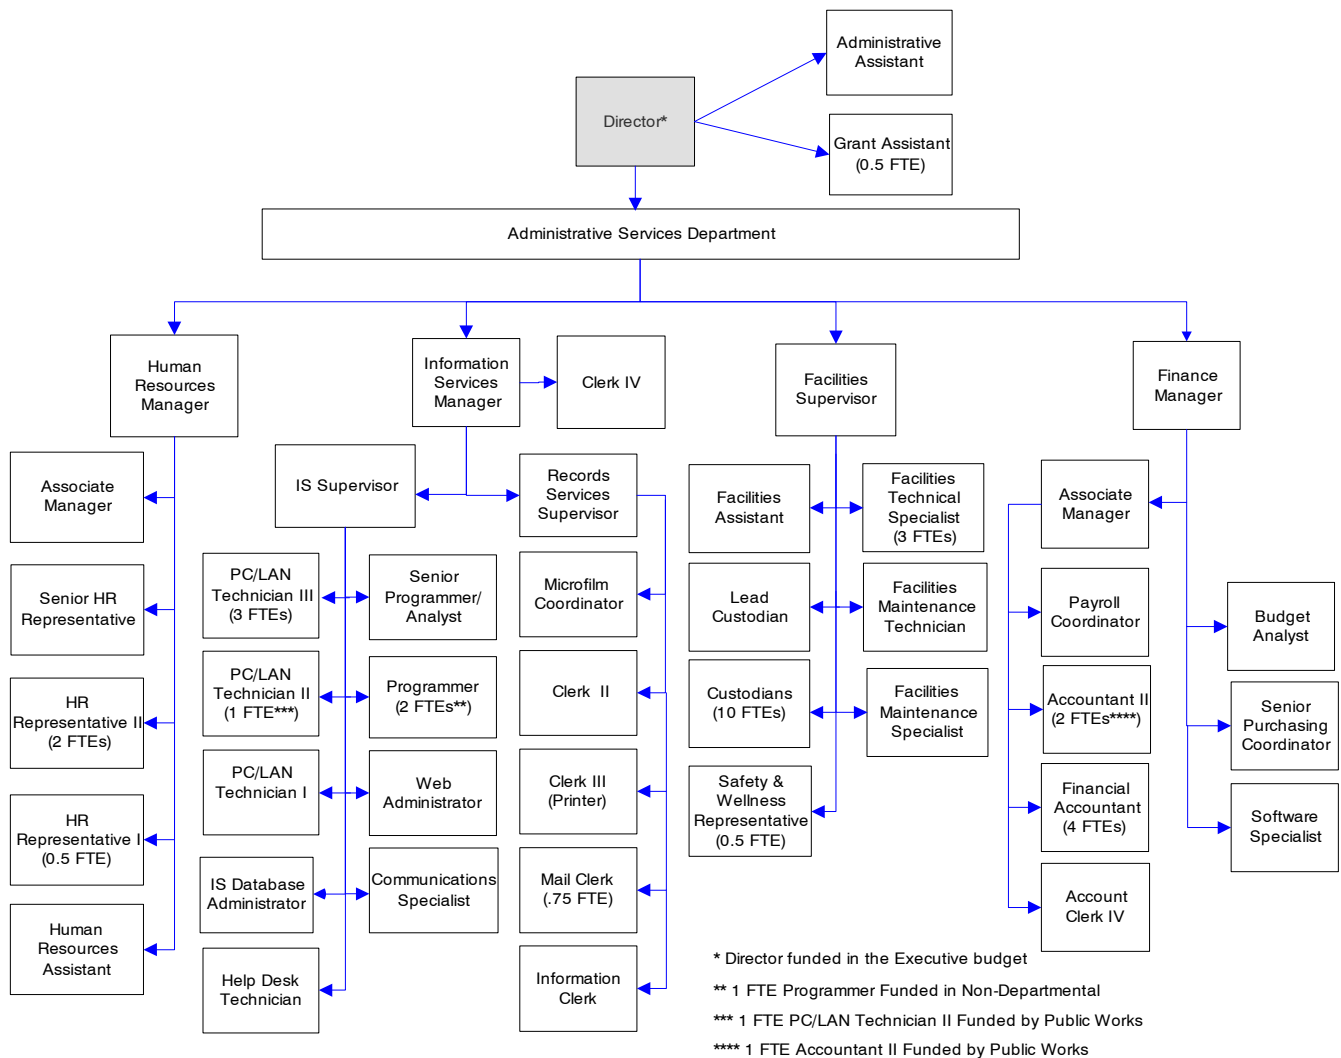 Administrative
Assistant
Director*
Grant Assistant
(0.5 FTE)
Administrative Services Department
Human
Resources
Manager
Information
Services
Manager
Clerk IV
Facilities
Supervisor
Finance
Manager
Associate
Manager
Senior HR
Representative
HR
Representative II
(2 FTEs)
HR
Representative I
(0.5 FTE)
Human
Resources
Assistant
IS Supervisor
PC/LAN
Technician III
(3 FTEs)
Senior
Programmer/
Analyst
PC/LAN
Technician II
(1 FTE***)
Programmer
(2 FTEs**)
PC/LAN
Technician I
Web
Administrator
IS Database
Administrator
Communications
Specialist
Help Desk
Technician
Records
Services
Supervisor
Microfilm
Coordinator
Clerk II
Clerk III
(Printer)
Mail Clerk
(.75 FTE)
Information
Clerk
Facilities
Assistant
Facilities
Technical
Specialist
(3 FTEs)
Lead
Custodian
Facilities
Maintenance
Technician
Custodians
(10 FTEs)
Facilities
Maintenance
Specialist
Safety &
Wellness
Representative
(0.5 FTE)
Associate
Manager
Payroll
Coordinator
Accountant II
(2 FTEs****)
Financial
Accountant
(4 FTEs)
Account
Clerk IV
Budget
Analyst
Senior
Purchasing
Coordinator
Software
Specialist
* Director funded in the Executive budget
** 1 FTE Programmer Funded in Non-Departmental
*** 1 FTE PC/LAN Technician II Funded by Public Works
**** 1 FTE Accountant II Funded by Public Works